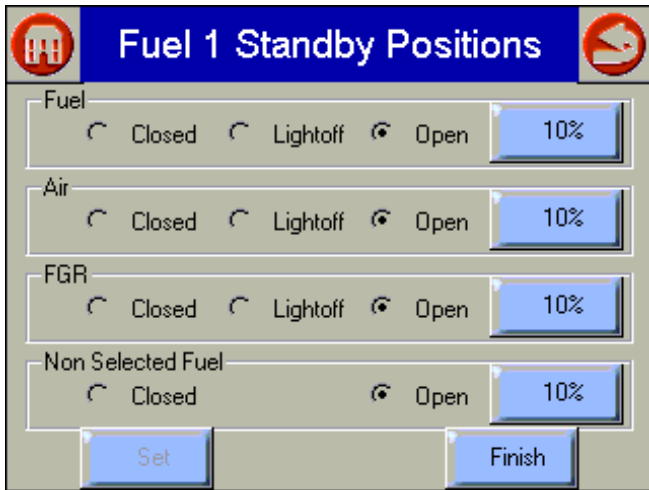 Fuel 1 Standby Positions
Fuel
Closed Lightoff Open 10%
Air
Closed Lightoff Open 10%
FGR
Closed Lightoff Open 10%
Non Selected Fuel
Closed Open 10%
Set Finish